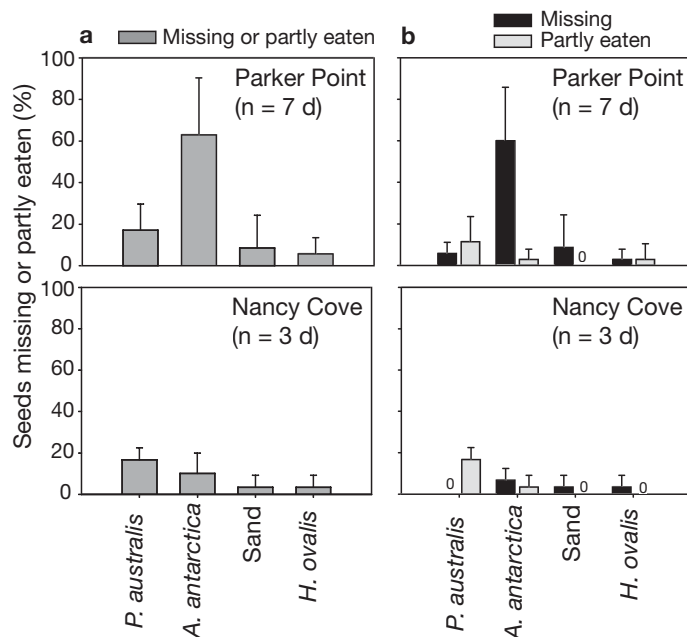 a
Missing or partly eaten
b
Missing
Partly eaten
Seeds missing or partly eaten (%)
100
80
60
40
20
0
Parker Point
(n = 7 d)
Parker Point
(n = 7 d)
0
100
80
60
40
20
0
Nancy Cove
(n = 3 d)
Nancy Cove
(n = 3 d)
0
0
0
P. australis
A. antarctica
Sand
H. ovalis
P. australis
A. antarctica
Sand
H. ovalis